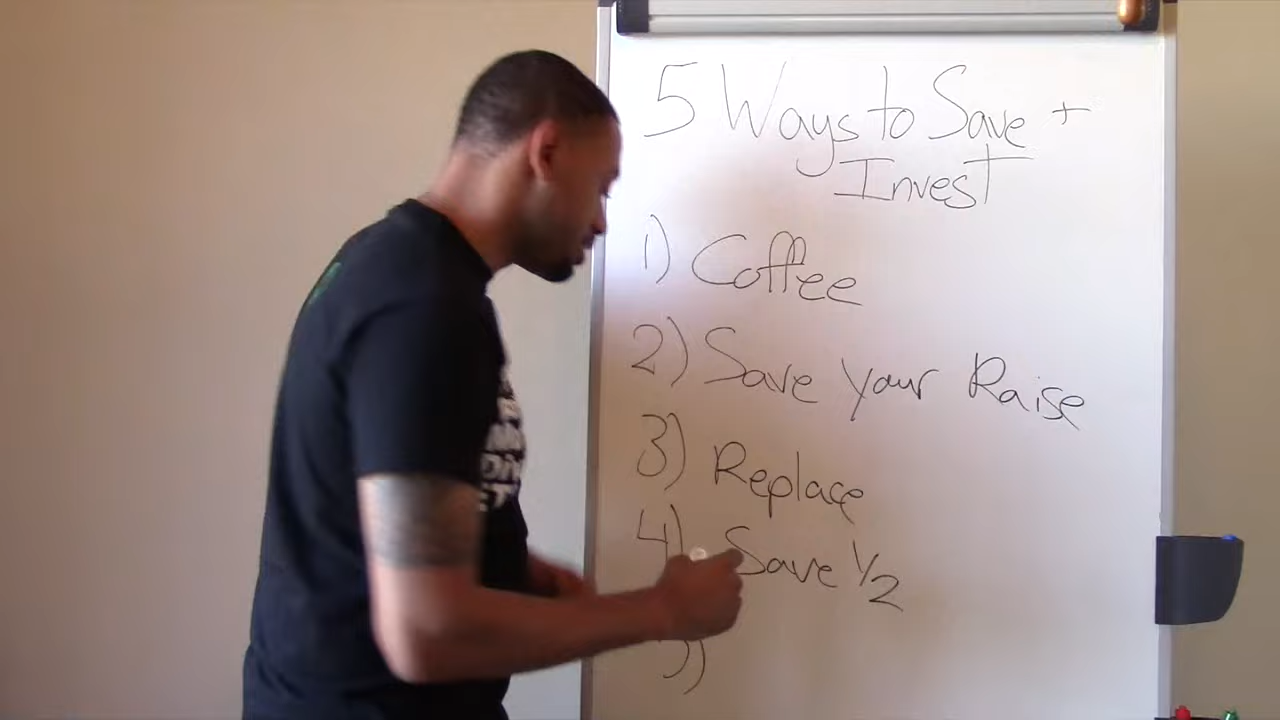 5 Ways to Save +
Invest
1) Coffee
2) Save your Raise
3) Replace
4) Save 1/2
5)